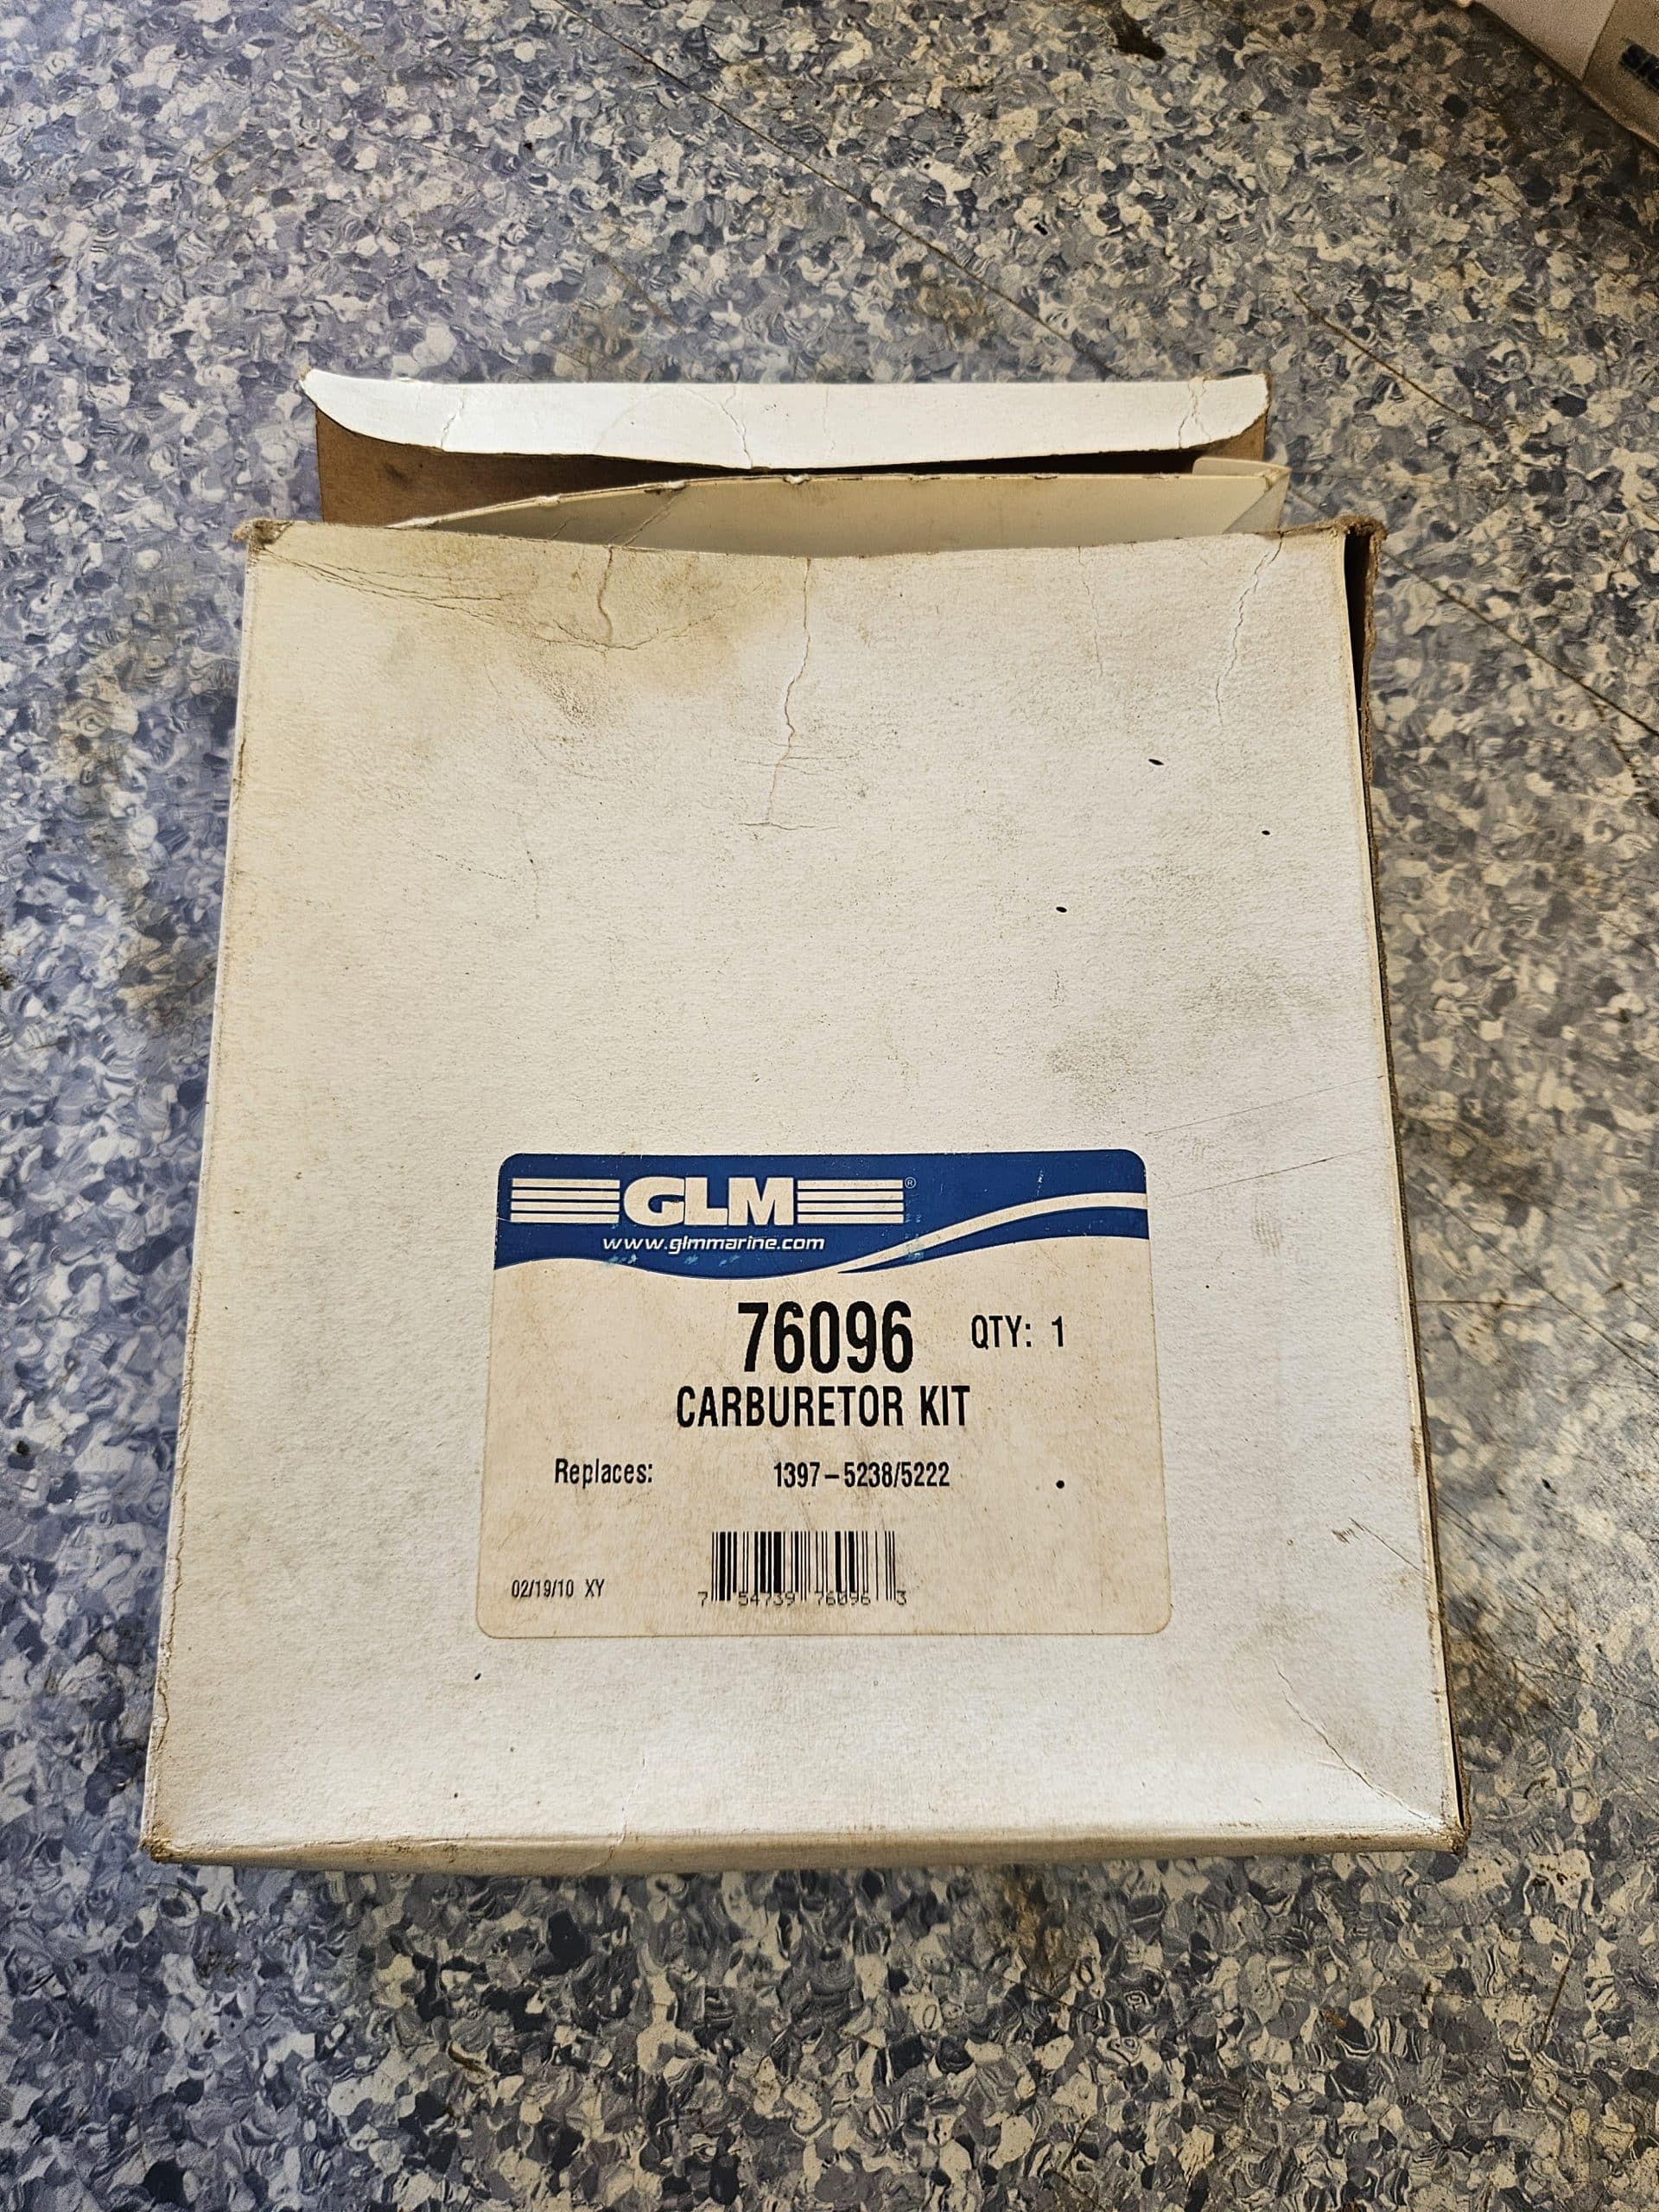 GLM®
www.glmmarine.com
76096 QTY: 1
CARBURETOR KIT
Replaces: 1397-5238/5222
02/19/10 XY
7 54739 76096 3